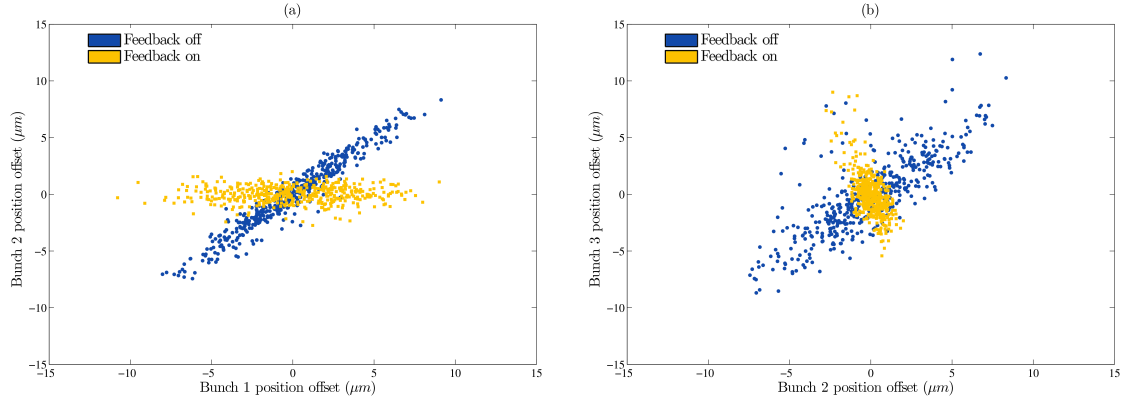 (a)
15
10
5
0
−5
−10
−15
Bunch 2 position offset (μm)
Feedback off
Feedback on
−15 −10 −5 0 5 10 15
Bunch 1 position offset (μm)
(b)
15
10
5
0
−5
−10
−15
Bunch 3 position offset (μm)
Feedback off
Feedback on
−15 −10 −5 0 5 10 15
Bunch 2 position offset (μm)